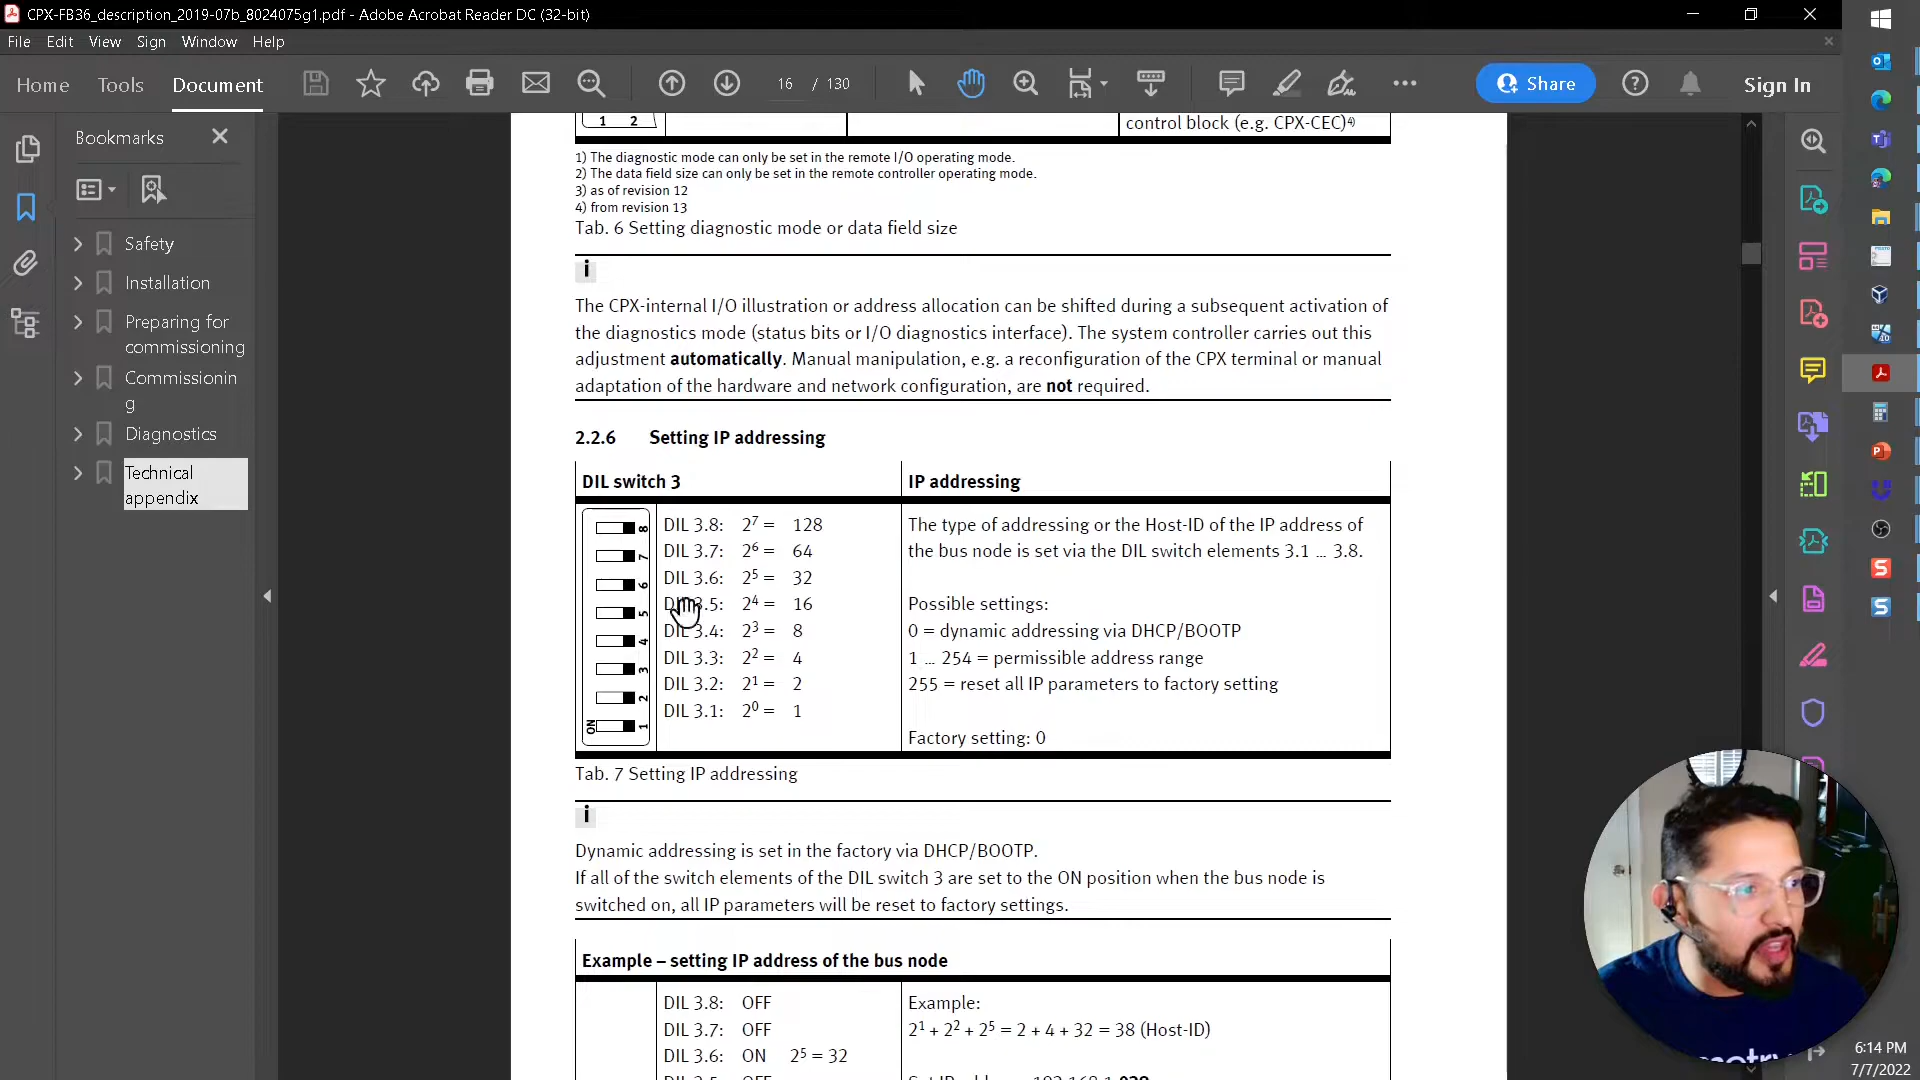 CPX-FB36_description_2019-07b_8024075g1.pdf - Adobe Acrobat Reader DC (32-bit)
File Edit View Sign Window Help
Home Tools Document 16 / 130 Share Sign In
Bookmarks
Safety
Installation
Preparing for
commissioning
Commissionin
g
Diagnostics
Technical
appendix
1 2 control block (e.g. CPX-CEC)4)
1) The diagnostic mode can only be set in the remote I/O operating mode.
2) The data field size can only be set in the remote controller operating mode.
3) as of revision 12
4) from revision 13
Tab. 6 Setting diagnostic mode or data field size
i
The CPX-internal I/O illustration or address allocation can be shifted during a subsequent activation of
the diagnostics mode (status bits or I/O diagnostics interface). The system controller carries out this
adjustment automatically. Manual manipulation, e.g. a reconfiguration of the CPX terminal or manual
adaptation of the hardware and network configuration, are not required.
2.2.6 Setting IP addressing
DIL switch 3 IP addressing
8 DIL 3.8: 2⁷ = 128 The type of addressing or the Host-ID of the IP address of
7 DIL 3.7: 2⁶ = 64 the bus node is set via the DIL switch elements 3.1 ... 3.8.
6 DIL 3.6: 2⁵ = 32
5 DIL 3.5: 2⁴ = 16 Possible settings:
4 DIL 3.4: 2³ = 8 0 = dynamic addressing via DHCP/BOOTP
3 DIL 3.3: 2² = 4 1 ... 254 = permissible address range
2 DIL 3.2: 2¹ = 2 255 = reset all IP parameters to factory setting
ON 1 DIL 3.1: 2⁰ = 1
Factory setting: 0
Tab. 7 Setting IP addressing
i
Dynamic addressing is set in the factory via DHCP/BOOTP.
If all of the switch elements of the DIL switch 3 are set to the ON position when the bus node is
switched on, all IP parameters will be reset to factory settings.
Example – setting IP address of the bus node
DIL 3.8: OFF Example:
DIL 3.7: OFF 2¹ + 2² + 2⁵ = 2 + 4 + 32 = 38 (Host-ID)
DIL 3.6: ON 2⁵ = 32
6:14 PM
7/7/2022